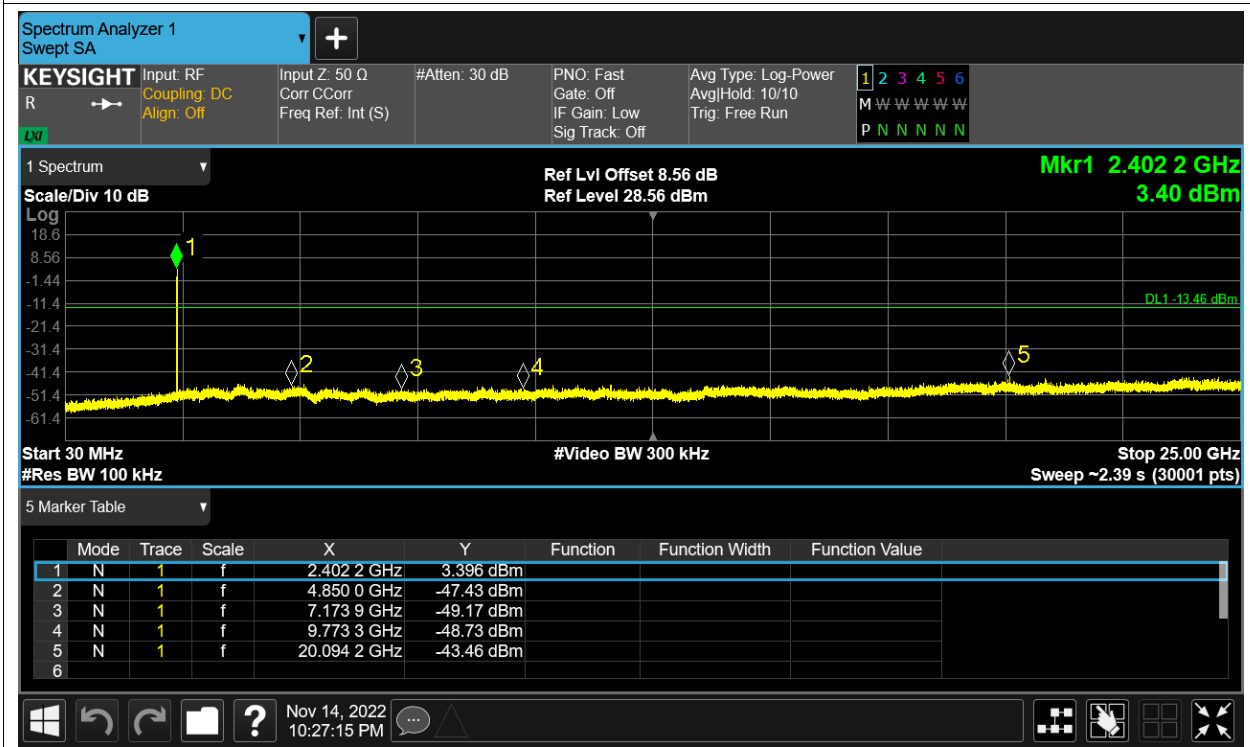 Spectrum Analyzer 1
Swept SA
KEYSIGHT Input: RF Input Z: 50 Ω #Atten: 30 dB PNO: Fast Avg Type: Log-Power 1 2 3 4 5 6
R Coupling: DC Corr CCorr Gate: Off Avg|Hold: 10/10 M W W W W W
Align: Off Freq Ref: Int (S) IF Gain: Low Trig: Free Run
LXI Sig Track: Off P N N N N N
1 Spectrum Ref Lvl Offset 8.56 dB Mkr1 2.402 2 GHz
Scale/Div 10 dB Ref Level 28.56 dBm 3.40 dBm
Log
18.6
1
8.56
-1.44
-11.4 DL1 -13.46 dBm
-21.4
-31.4
2 3 4 5
-41.4
-51.4
-61.4
Start 30 MHz #Video BW 300 kHz Stop 25.00 GHz
#Res BW 100 kHz Sweep ~2.39 s (30001 pts)
5 Marker Table
Mode Trace Scale X Y Function Function Width Function Value
1 N 1 f 2.402 2 GHz 3.396 dBm
2 N 1 f 4.850 0 GHz -47.43 dBm
3 N 1 f 7.173 9 GHz -49.17 dBm
4 N 1 f 9.773 3 GHz -48.73 dBm
5 N 1 f 20.094 2 GHz -43.46 dBm
6
? Nov 14, 2022
10:27:15 PM